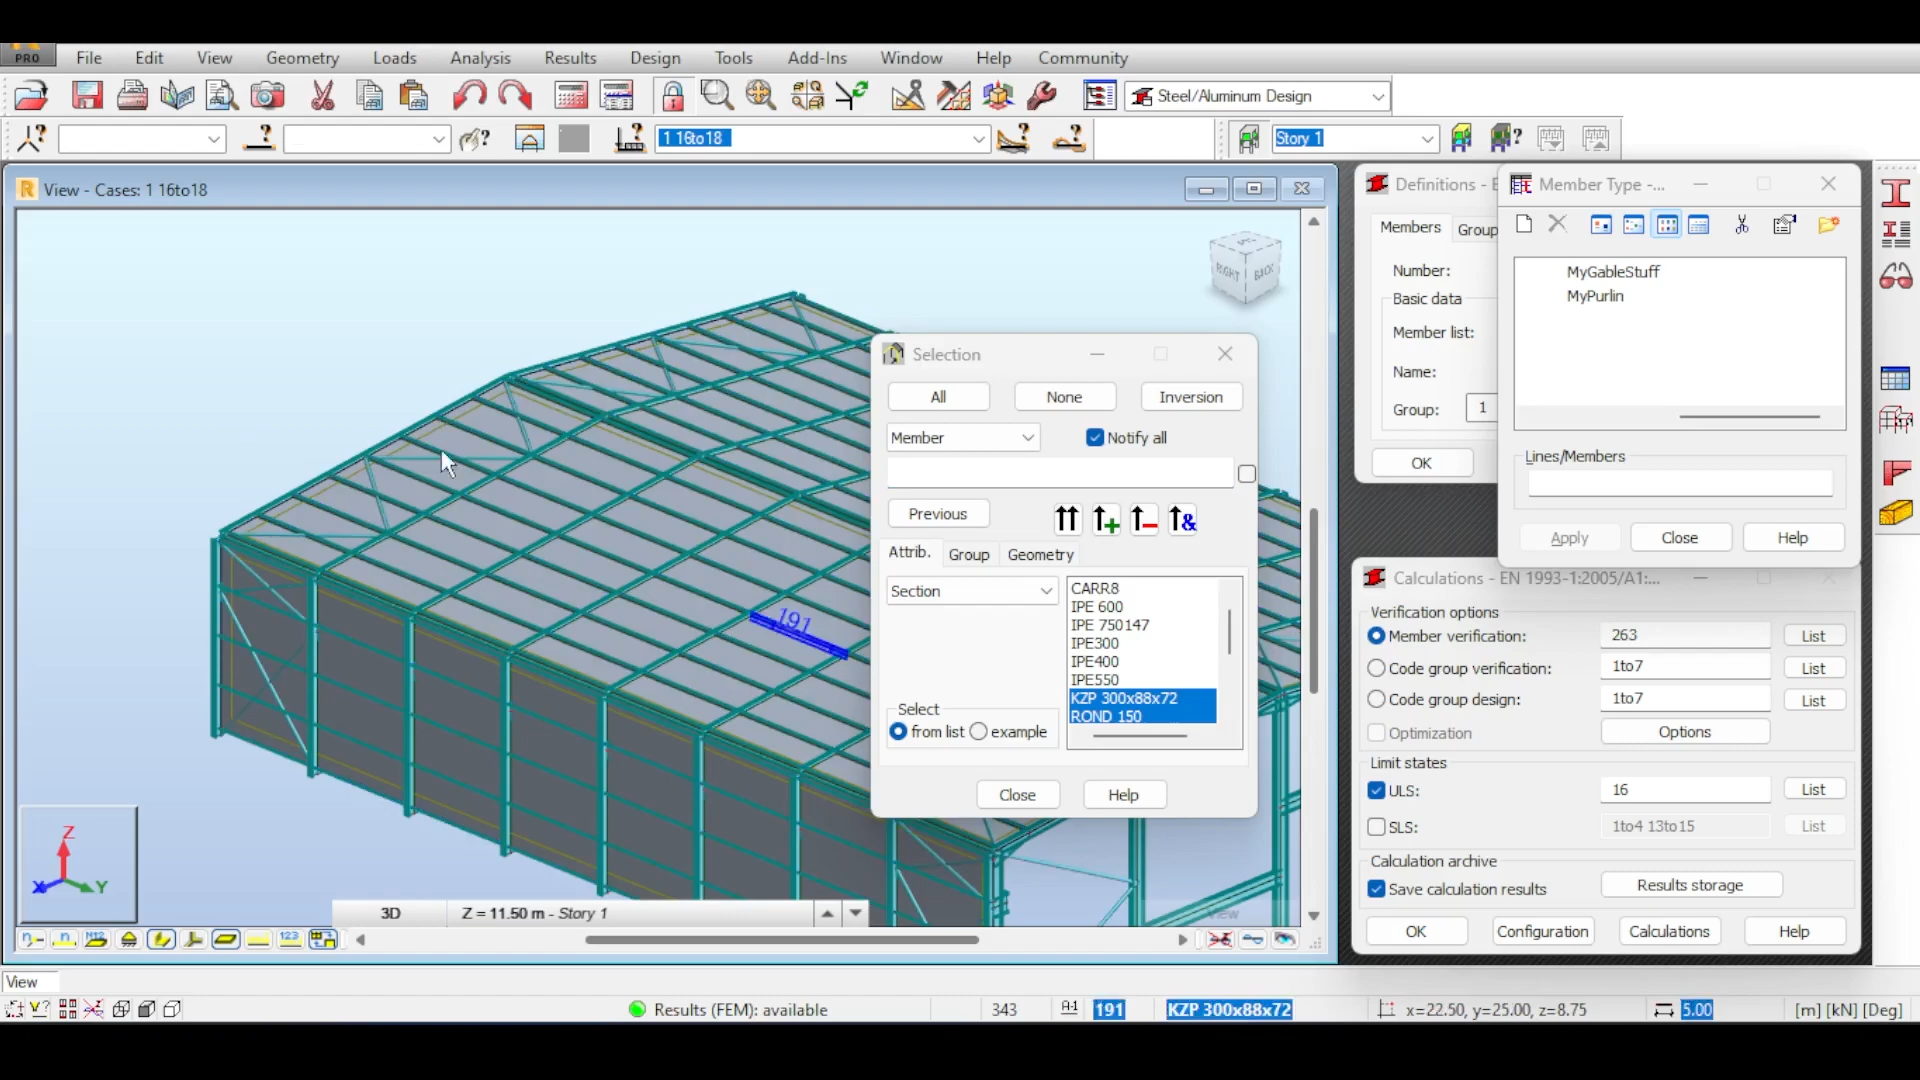 PRO File Edit View Geometry Loads Analysis Results Design Tools Add-Ins Window Help Community
Steel/Aluminum Design
1 16to18
Story 1
View - Cases: 1 16to18
RIGHT BACK
191
3D Z = 11.50 m - Story 1
View
Z
X Y
Selection
All None Inversion
Member Notify all
Previous
Attrib. Group Geometry
Section
CARR8
IPE 600
IPE 750147
IPE300
IPE400
IPE550
KZP 300x88x72
ROND 150
Select
from list example
Close Help
Definitions - E
Members Group
Number:
Basic data
Member list:
Name:
Group: 1
OK
Member Type -...
MyGableStuff
MyPurlin
Lines/Members
Apply Close Help
Calculations - EN 1993-1:2005/A1:...
Verification options
Member verification: 263 List
Code group verification: 1to7 List
Code group design: 1to7 List
Optimization Options
Limit states
ULS: 16 List
SLS: 1to4 13to15 List
Calculation archive
Save calculation results Results storage
OK Configuration Calculations Help
View
Results (FEM): available 343 191 KZP 300x88x72 x=22.50, y=25.00, z=8.75 5.00 [m] [kN] [Deg]